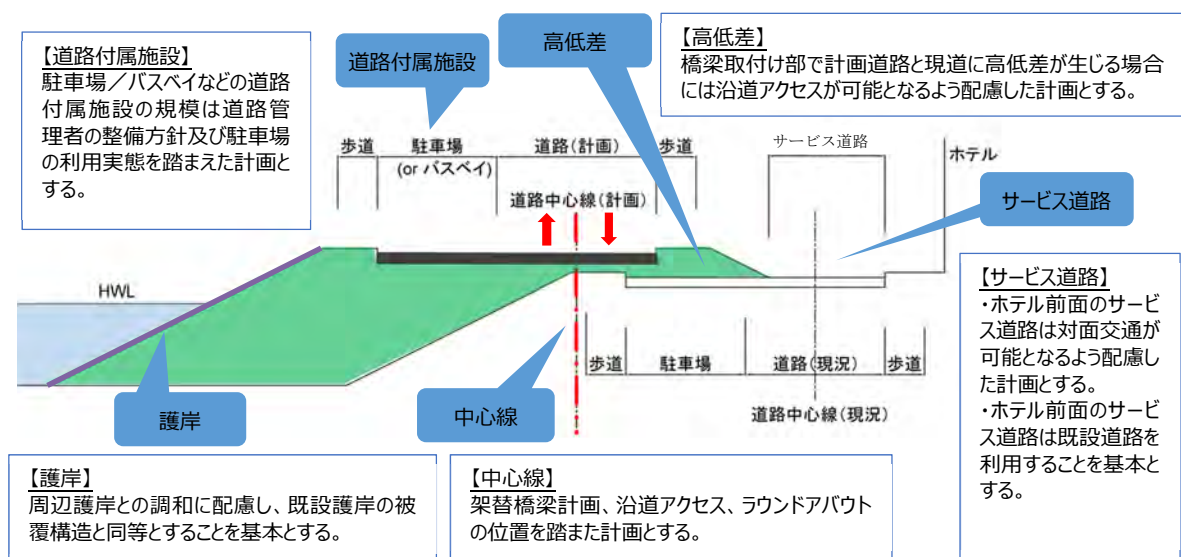 【道路付属施設】
駐車場／バスベイなどの道路
付属施設の規模は道路管
理者の整備方針及び駐車場
の利用実態を踏まえた計画と
する。
道路付属施設
高低差
【高低差】
橋梁取付け部で計画道路と現道に高低差が生じる場合
には沿道アクセスが可能となるよう配慮した計画とする。
歩道
駐車場
(or バスベイ)
道路(計画)
歩道
サービス道路
ホテル
道路中心線(計画)
サービス道路
HWL
【サービス道路】
・ホテル前面のサービ
ス道路は対面交通が
可能となるよう配慮し
た計画とする。
・ホテル前面のサービ
ス道路は既設道路を
利用することを基本と
する。
歩道
駐車場
道路(現況)
歩道
道路中心線(現況)
護岸
中心線
【護岸】
周辺護岸との調和に配慮し、既設護岸の被
覆構造と同等とすることを基本とする。
【中心線】
架替橋梁計画、沿道アクセス、ラウンドアバウト
の位置を踏また計画とする。